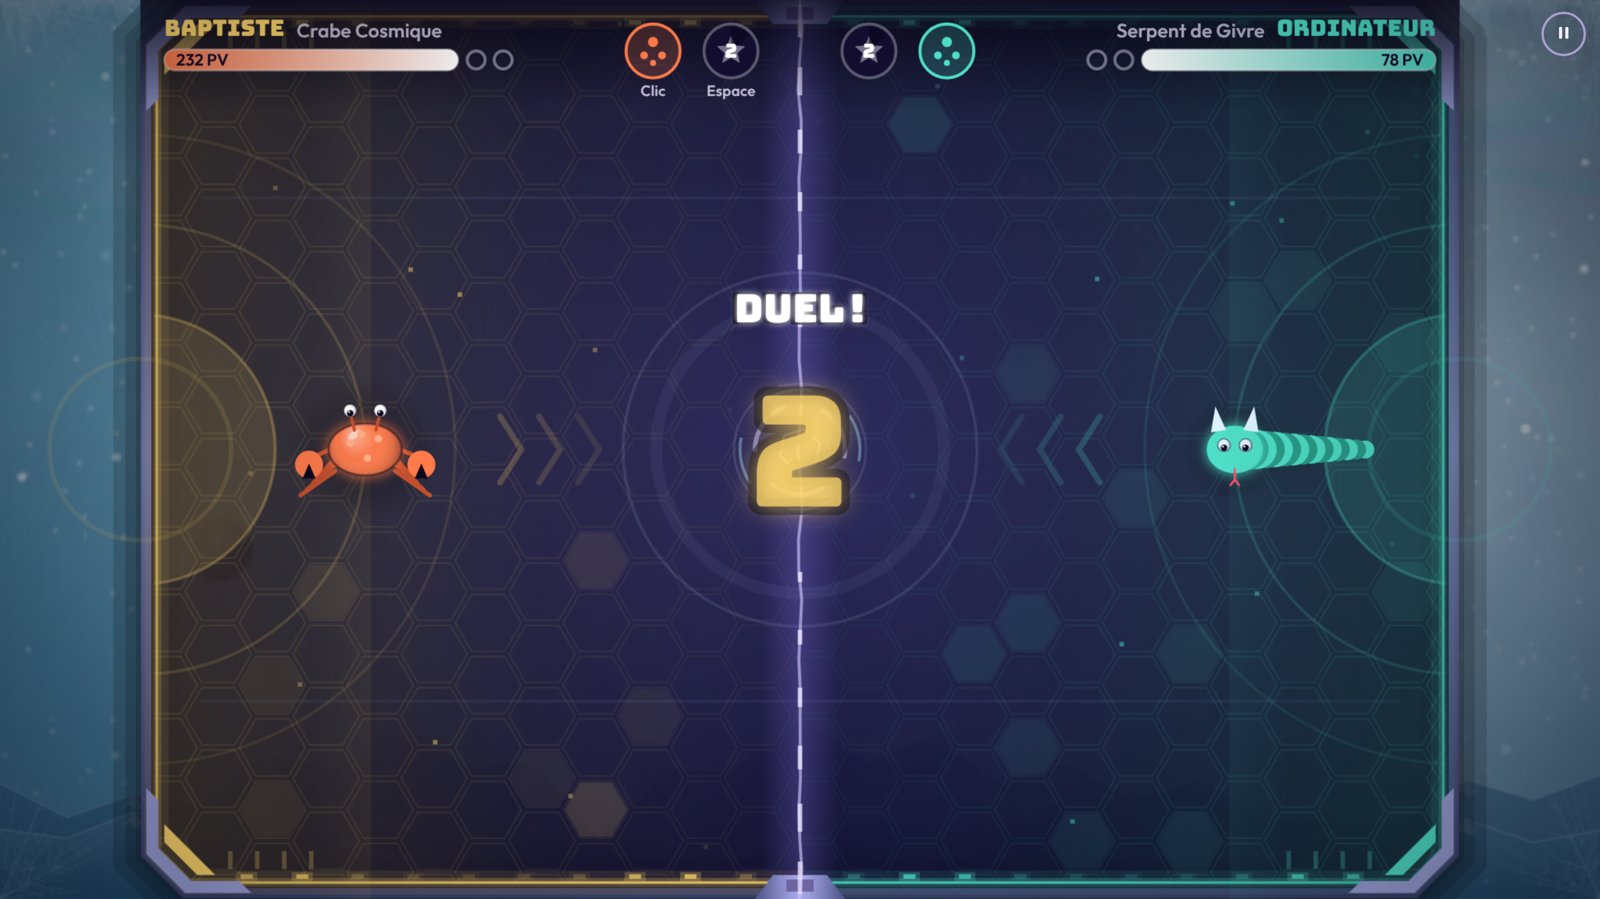 BAPTISTE Crabe Cosmique
232 PV
2
Clic
Espace
2
Serpent de Givre ORDINATEUR
78 PV
DUEL!
2